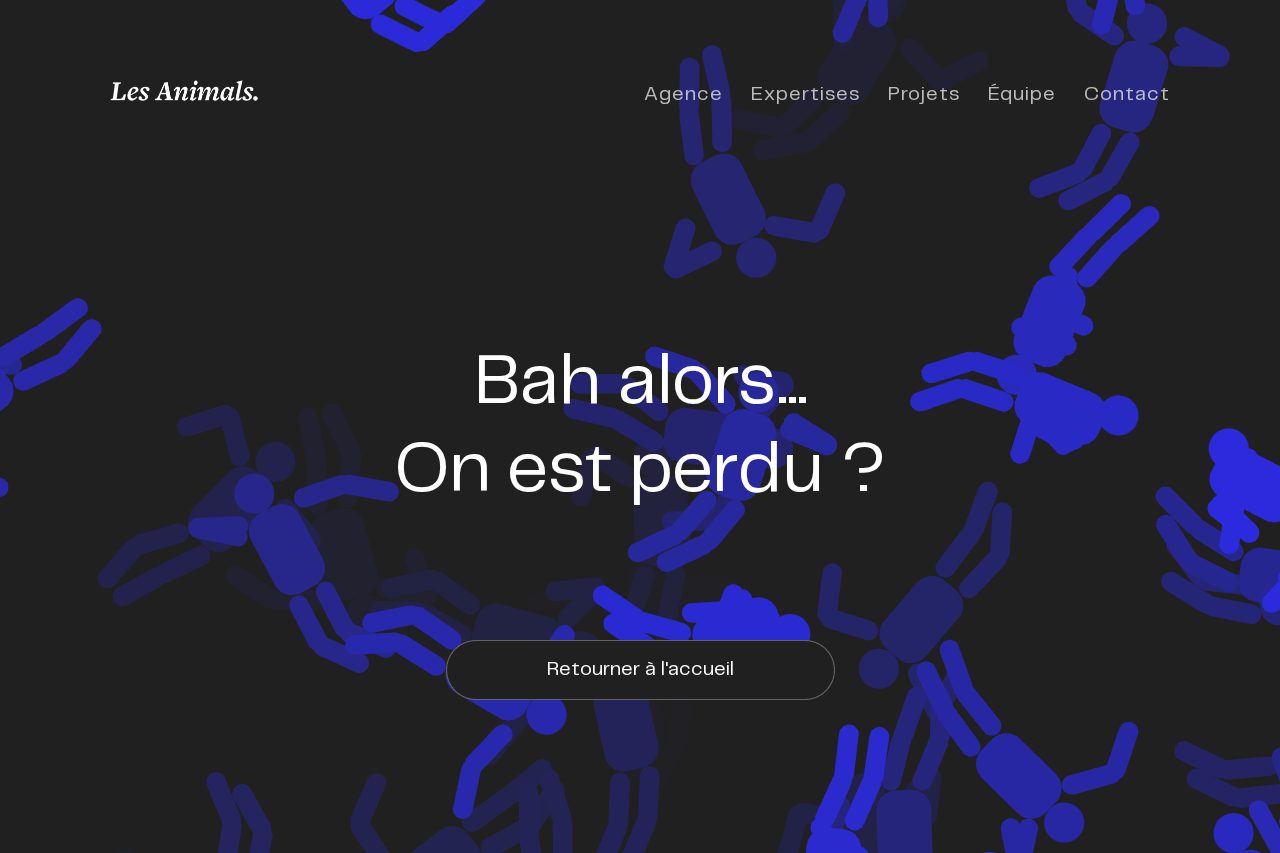 Les Animals.
Agence Expertises Projets Équipe Contact
Bah alors...
On est perdu ?
Retourner à l'accueil